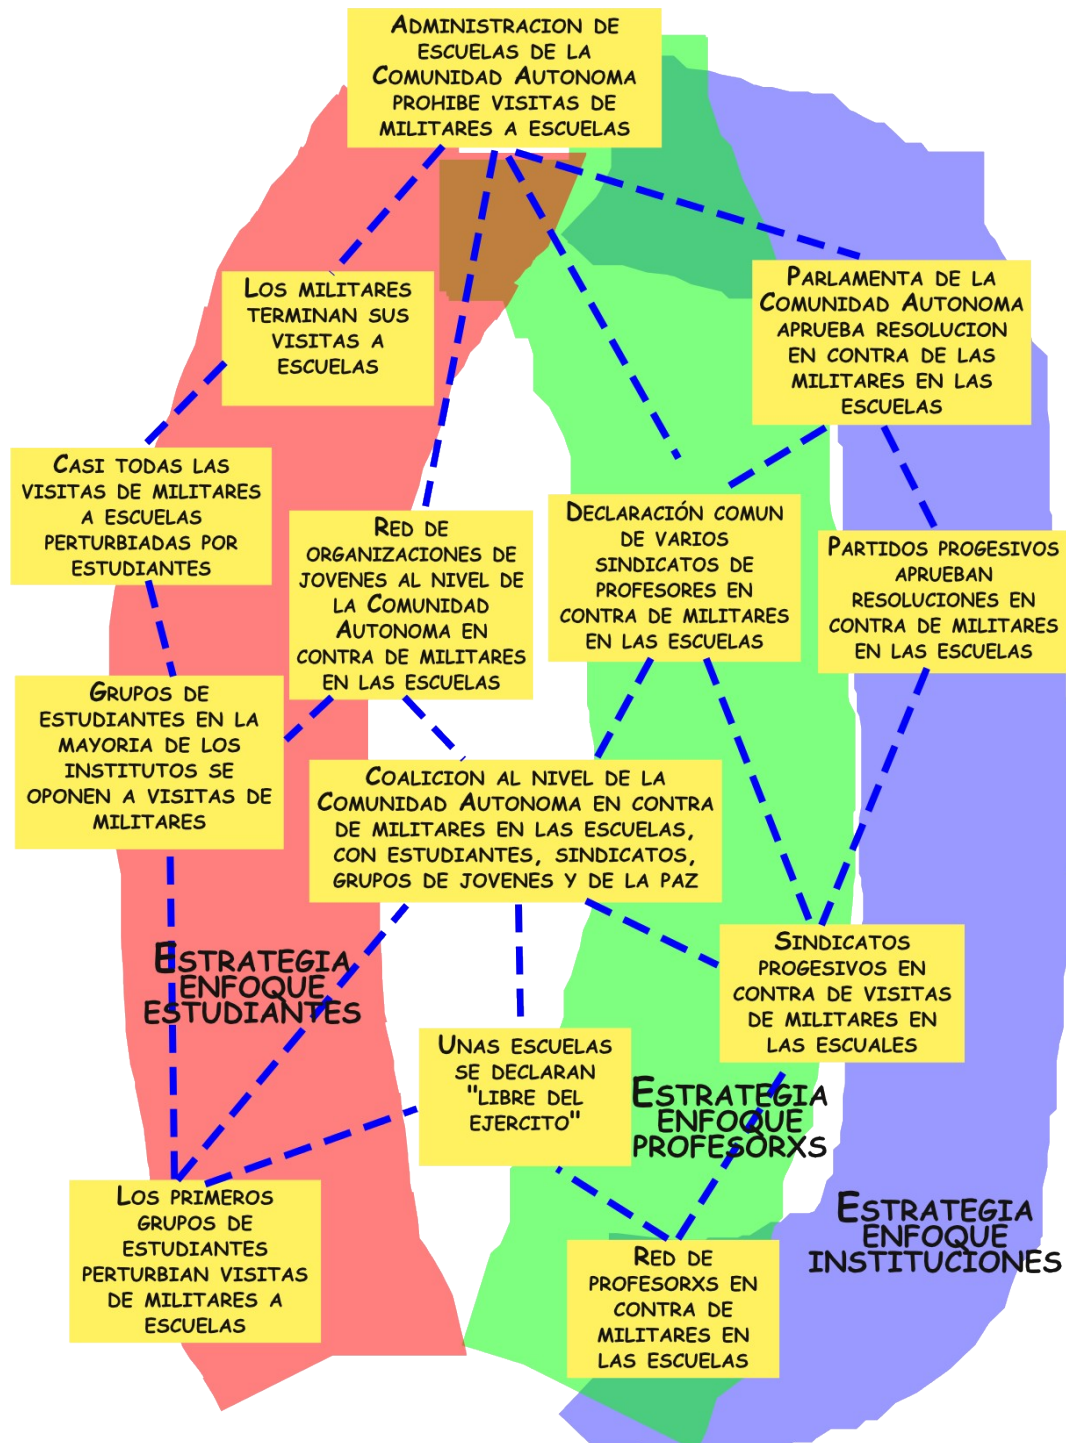 Administracion de
escuelas de la
Comunidad Autonoma
prohibe visitas de
militares a escuelas
Los militares
terminan sus
visitas a
escuelas
Parlamenta de la
Comunidad Autonoma
aprueba resolucion
en contra de las
militares en las
escuelas
Casi todas las
visitas de militares
a escuelas
perturbiadas por
estudiantes
Red de
organizaciones de
jovenes al nivel de
la Comunidad
Autonoma en
contra de militares
en las escuelas
Declaración comun
de varios
sindicatos de
profesores en
contra de militares
en las escuelas
Partidos progesivos
aprueban
resoluciones en
contra de militares
en las escuelas
Grupos de
estudiantes en la
mayoria de los
institutos se
oponen a visitas de
militares
Coalicion al nivel de la
Comunidad Autonoma en contra
de militares en las escuelas,
con estudiantes, sindicatos,
grupos de jovenes y de la paz
Sindicatos
progesivos en
contra de visitas
de militares en
las escuales
Estrategia
enfoque
estudiantes
Unas escuelas
se declaran
"libre del
ejercito"
Estrategia
enfoque
profesorxs
Los primeros
grupos de
estudiantes
perturbian visitas
de militares a
escuelas
Estrategia
enfoque
instituciones
Red de
profesorxs en
contra de
militares en
las escuelas